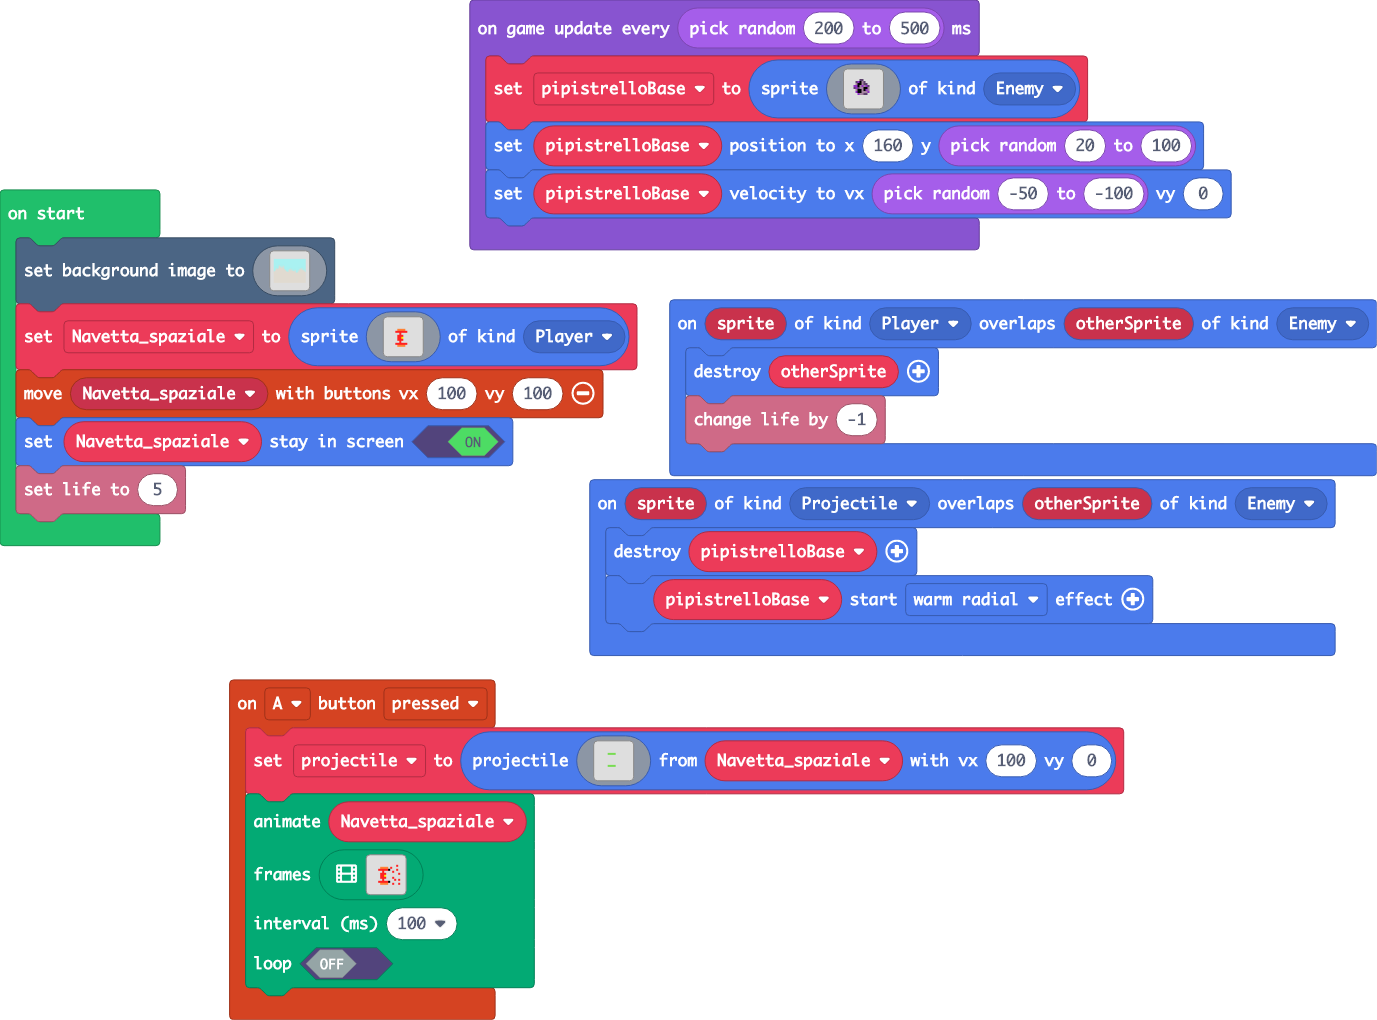 on game update every pick random 200 to 500 ms
set pipistrelloBase to sprite of kind Enemy
set pipistrelloBase position to x 160 y pick random 20 to 100
set pipistrelloBase velocity to vx pick random -50 to -100 vy 0
on start
set background image to
set Navetta_spaziale to sprite of kind Player
move Navetta_spaziale with buttons vx 100 vy 100
set Navetta_spaziale stay in screen ON
set life to 5
on sprite of kind Player overlaps otherSprite of kind Enemy
destroy otherSprite
change life by -1
on sprite of kind Projectile overlaps otherSprite of kind Enemy
destroy pipistrelloBase
pipistrelloBase start warm radial effect
on A button pressed
set projectile to projectile from Navetta_spaziale with vx 100 vy 0
animate Navetta_spaziale
frames
interval (ms) 100
loop OFF